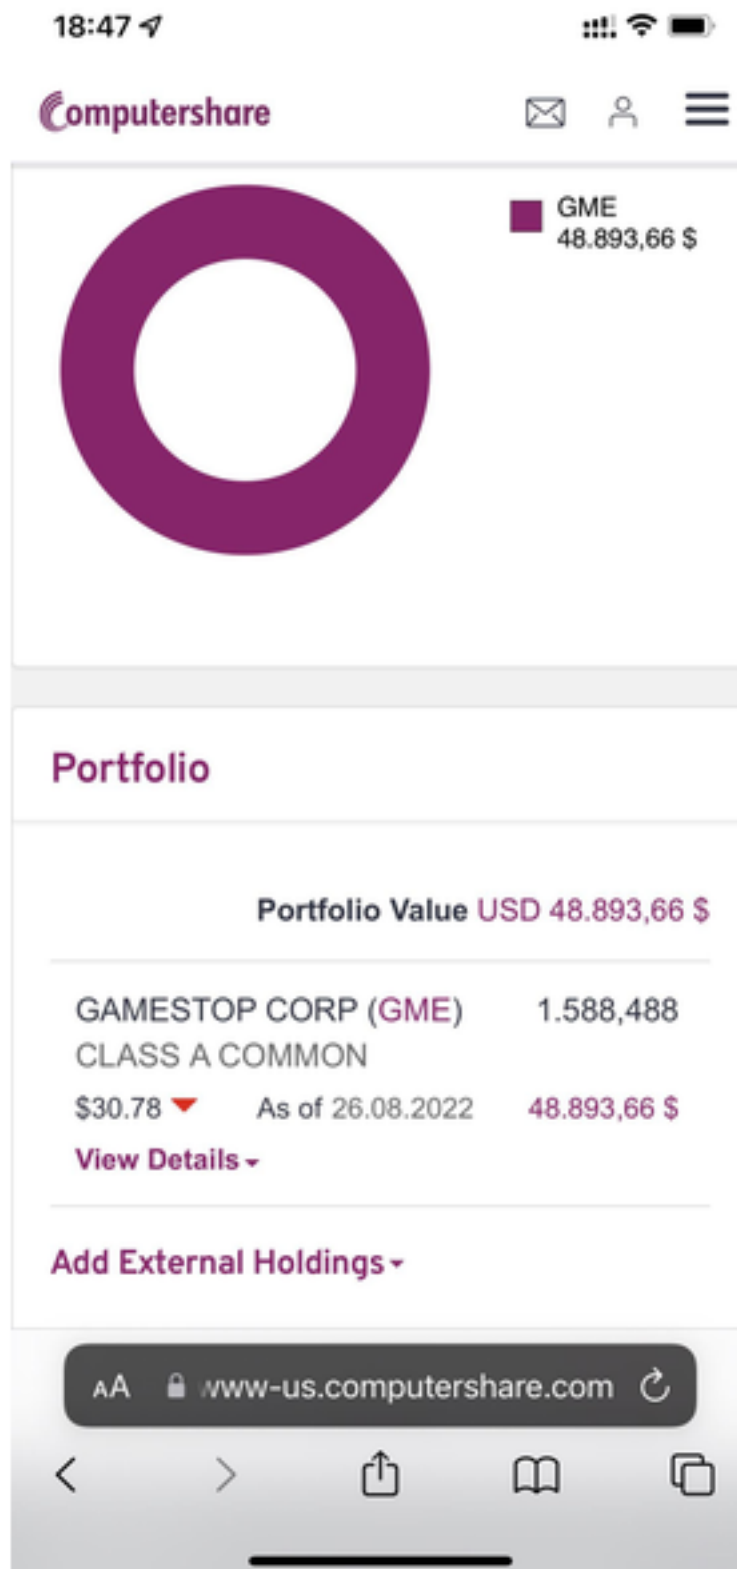 18:47
Computershare
GME
48.893,66 $
Portfolio
Portfolio Value USD 48.893,66 $
GAMESTOP CORP (GME) 1.588,488
CLASS A COMMON
$30.78 As of 26.08.2022 48.893,66 $
View Details
Add External Holdings
AA www-us.computershare.com